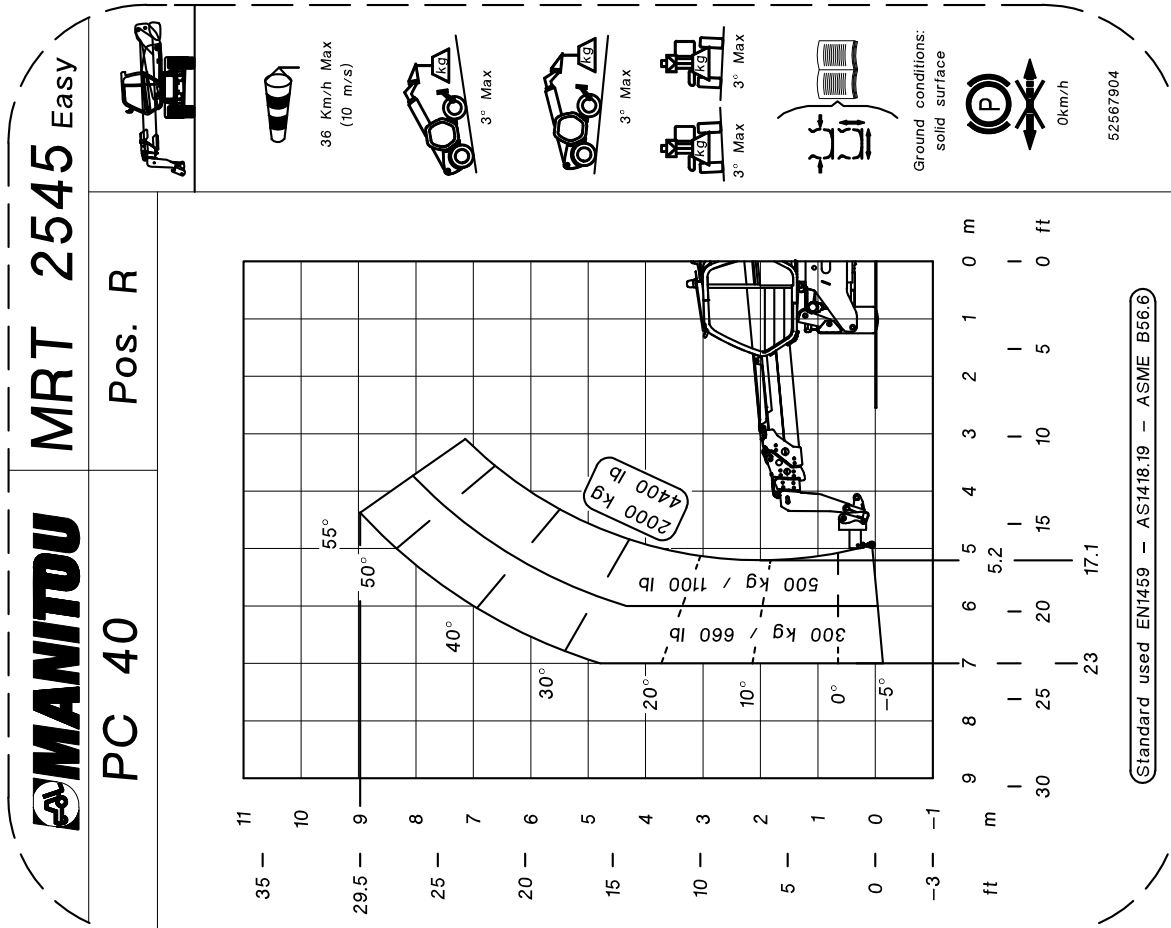 MANITOU
MRT 2545 Easy
PC 40
Pos. R
36 Km/h Max
(10 m/s)
kg
3° Max
kg
3° Max
kg
3° Max
kg
3° Max
Ground conditions:
solid surface
P
0km/h
52567904
35
29.5
25
20
15
10
5
0
-3
ft
11
10
9
8
7
6
5
4
3
2
1
0
-1
m
55°
50°
40°
30°
20°
10°
0°
-5°
2000 kg
4400 lb
500 kg / 1100 lb
300 kg / 660 lb
9
8
7
6
5.2
5
4
3
2
1
0
m
30
25
23
20
17.1
15
10
5
0
ft
Standard used EN1459 - AS1418.19 - ASME B56.6